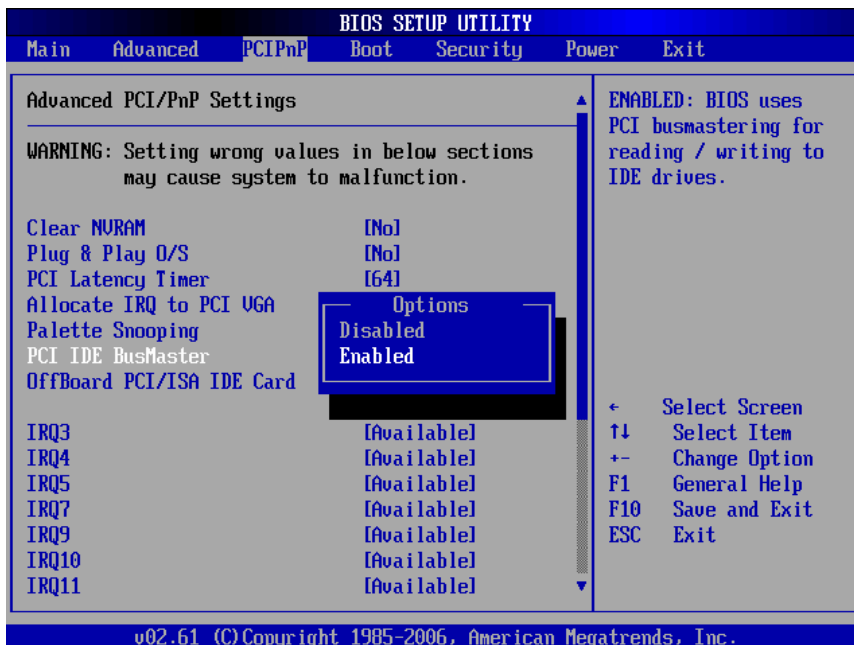 BIOS SETUP UTILITY
Main Advanced PCIPnP Boot Security Power Exit
Advanced PCI/PnP Settings
WARNING: Setting wrong values in below sections
may cause system to malfunction.
Clear NVRAM [No]
Plug & Play O/S [No]
PCI Latency Timer [64]
Allocate IRQ to PCI VGA
Palette Snooping
PCI IDE BusMaster
OffBoard PCI/ISA IDE Card
Options
Disabled
Enabled
IRQ3 [Available]
IRQ4 [Available]
IRQ5 [Available]
IRQ7 [Available]
IRQ9 [Available]
IRQ10 [Available]
IRQ11 [Available]
ENABLED: BIOS uses
PCI busmastering for
reading / writing to
IDE drives.
← Select Screen
↑↓ Select Item
+- Change Option
F1 General Help
F10 Save and Exit
ESC Exit
v02.61 (C)Copyright 1985-2006, American Megatrends, Inc.